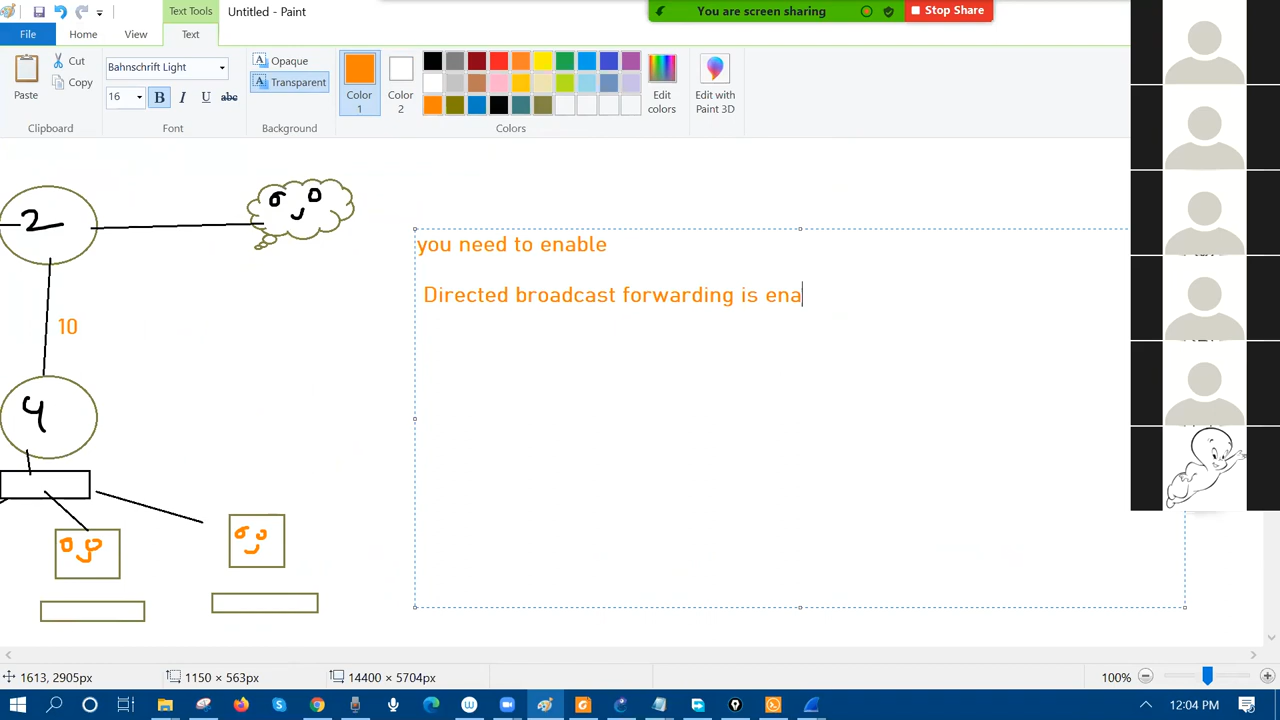 Text Tools
Untitled - Paint
You are screen sharing
Stop Share
File
Home
View
Text
Paste
Cut
Copy
Clipboard
Bahnschrift Light
16
B I U abc
Font
Opaque
Transparent
Background
Color 1
Color 2
Edit colors
Edit with Paint 3D
Colors
2
you need to enable
Directed broadcast forwarding is ena
10
4
1613, 2905px
1150 × 563px
14400 × 5704px
100%
12:04 PM